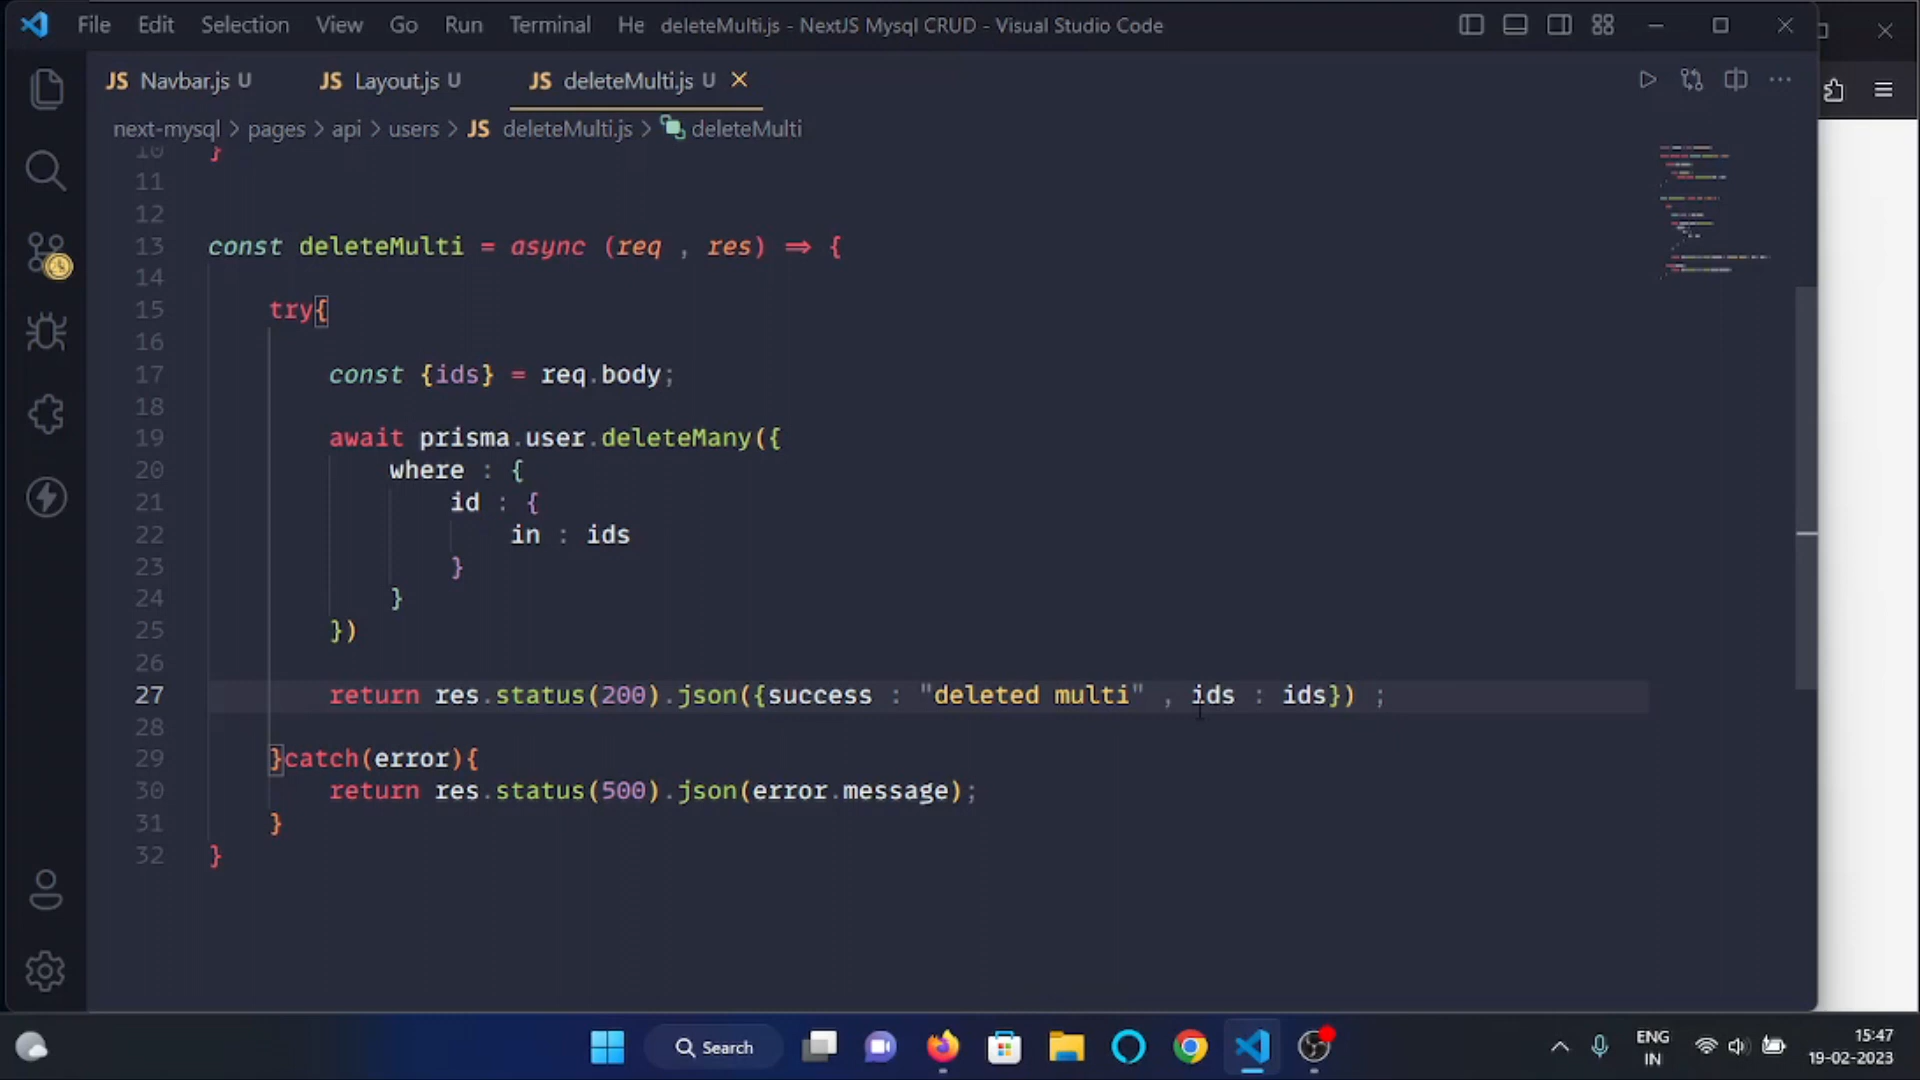 File Edit Selection View Go Run Terminal He deleteMulti.js - NextJS Mysql CRUD - Visual Studio Code
JS Navbar.js U JS Layout.js U JS deleteMulti.js U
next-mysql > pages > api > users > JS deleteMulti.js > deleteMulti
10 }
11
12
13 const deleteMulti = async (req , res) => {
14
15 try{
16
17 const {ids} = req.body;
18
19 await prisma.user.deleteMany({
20 where : {
21 id : {
22 in : ids
23 }
24 }
25 })
26
27 return res.status(200).json({success : "deleted multi" , ids : ids}) ;
28
29 }catch(error){
30 return res.status(500).json(error.message);
31 }
32 }
Search
ENG
IN
15:47
19-02-2023